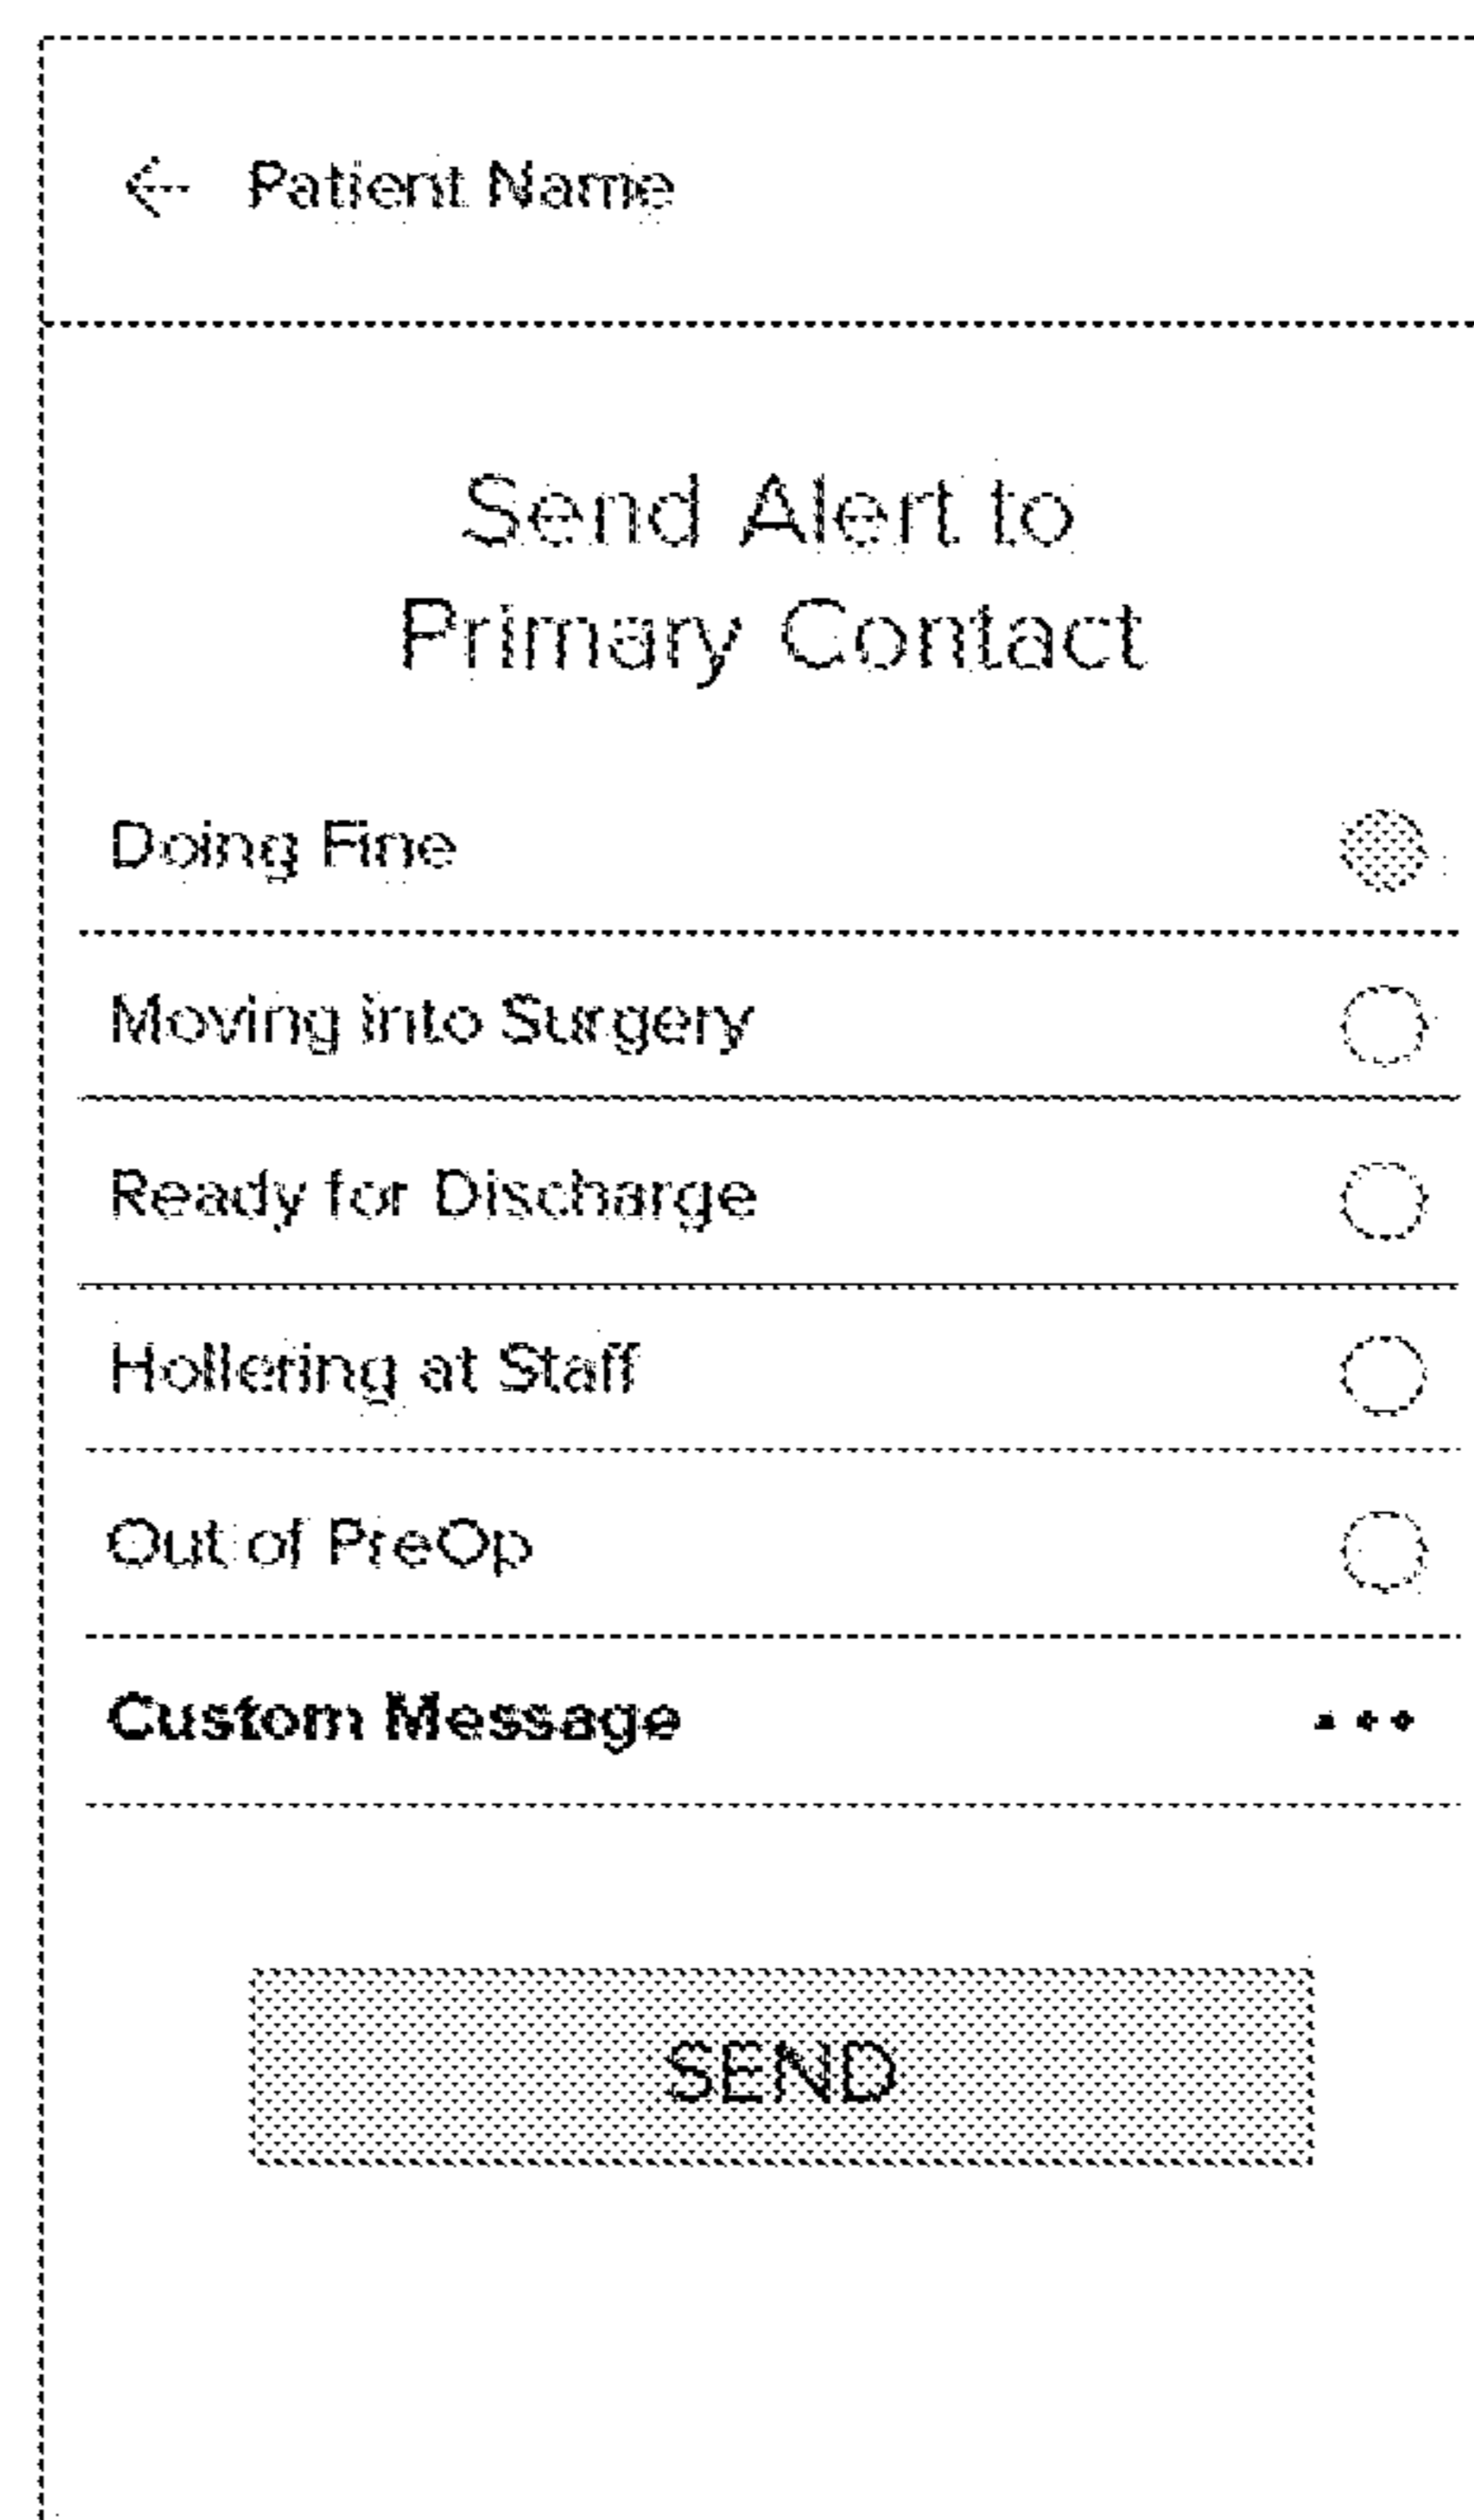 ← Patient Name
Send Alert to
Primary Contact
Doing Fine
Moving into Surgery
Ready for Discharge
Hollering at Staff
Out of PreOp
Custom Message
SEND